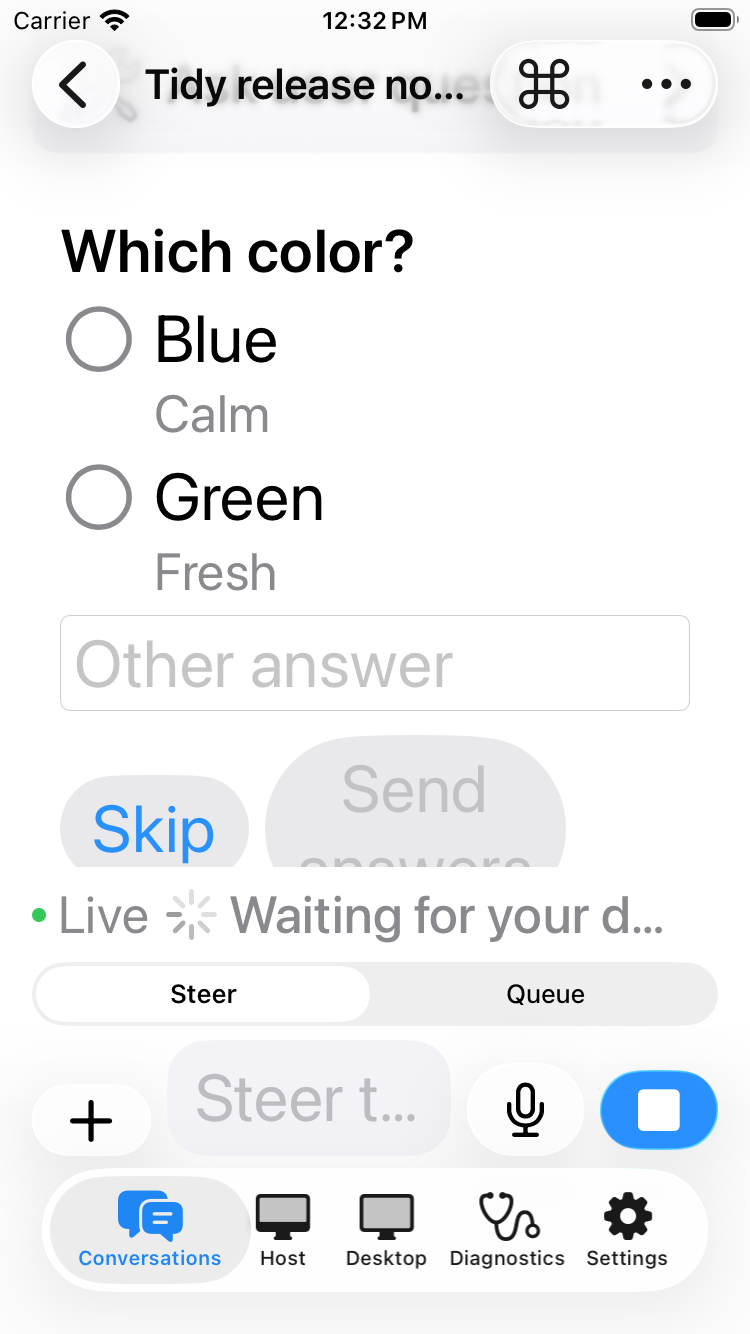 Carrier 12:32 PM
Tidy release no...
Which color?
Blue
Calm
Green
Fresh
Other answer
Skip
Send
answers
Live Waiting for your d...
Steer Queue
Steer t...
Conversations Host Desktop Diagnostics Settings